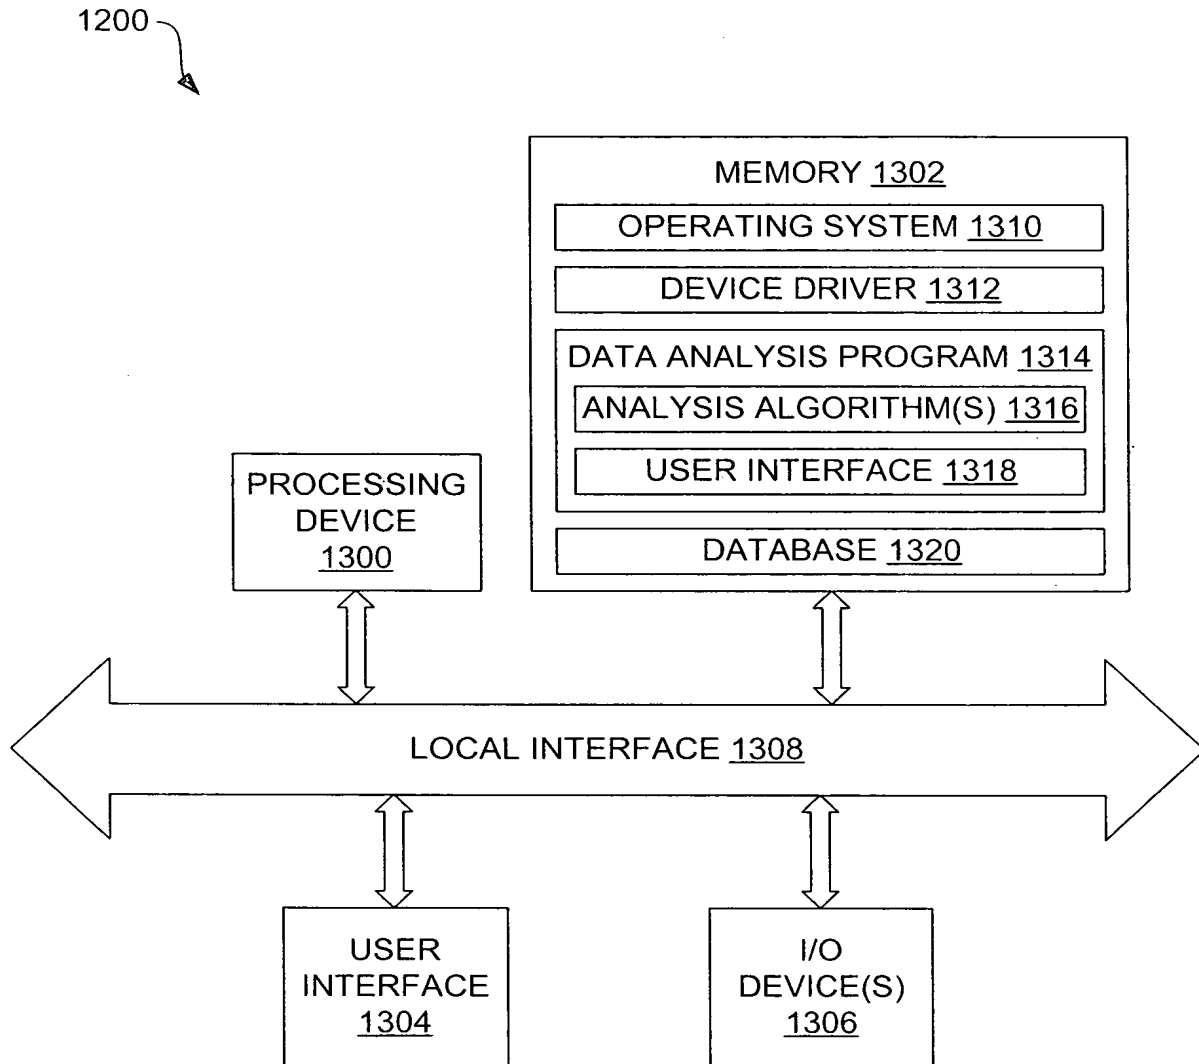 1200
MEMORY 1302
OPERATING SYSTEM 1310
DEVICE DRIVER 1312
DATA ANALYSIS PROGRAM 1314
ANALYSIS ALGORITHM(S) 1316
USER INTERFACE 1318
DATABASE 1320
PROCESSING
DEVICE
1300
LOCAL INTERFACE 1308
USER
INTERFACE
1304
I/O
DEVICE(S)
1306